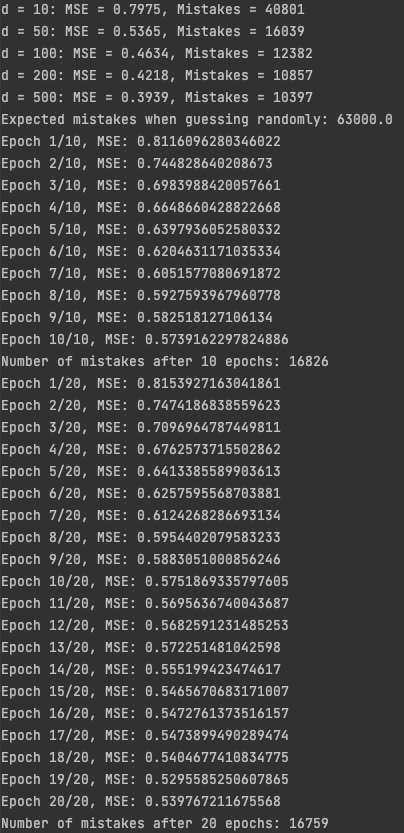 d = 10: MSE = 0.7975, Mistakes = 40801
d = 50: MSE = 0.5365, Mistakes = 16039
d = 100: MSE = 0.4634, Mistakes = 12382
d = 200: MSE = 0.4218, Mistakes = 10857
d = 500: MSE = 0.3939, Mistakes = 10397
Expected mistakes when guessing randomly: 63000.0
Epoch 1/10, MSE: 0.8116096280346022
Epoch 2/10, MSE: 0.744828640208673
Epoch 3/10, MSE: 0.6983988420057661
Epoch 4/10, MSE: 0.6648660428822668
Epoch 5/10, MSE: 0.6397936052580332
Epoch 6/10, MSE: 0.6204631171035334
Epoch 7/10, MSE: 0.6051577080691872
Epoch 8/10, MSE: 0.5927593967960778
Epoch 9/10, MSE: 0.582518127106134
Epoch 10/10, MSE: 0.5739162297824886
Number of mistakes after 10 epochs: 16826
Epoch 1/20, MSE: 0.8153927163041861
Epoch 2/20, MSE: 0.7474186838559623
Epoch 3/20, MSE: 0.7096964787449811
Epoch 4/20, MSE: 0.6762573715502862
Epoch 5/20, MSE: 0.6413385589903613
Epoch 6/20, MSE: 0.6257595568703881
Epoch 7/20, MSE: 0.6124268286693134
Epoch 8/20, MSE: 0.5954402079583233
Epoch 9/20, MSE: 0.5883051000856246
Epoch 10/20, MSE: 0.5751869335797605
Epoch 11/20, MSE: 0.5695636740043687
Epoch 12/20, MSE: 0.5682591231485253
Epoch 13/20, MSE: 0.572251481042598
Epoch 14/20, MSE: 0.555199423474617
Epoch 15/20, MSE: 0.5465670683171007
Epoch 16/20, MSE: 0.5472761373516157
Epoch 17/20, MSE: 0.5473899490289474
Epoch 18/20, MSE: 0.5404677410834775
Epoch 19/20, MSE: 0.5295585250607865
Epoch 20/20, MSE: 0.539767211675568
Number of mistakes after 20 epochs: 16759